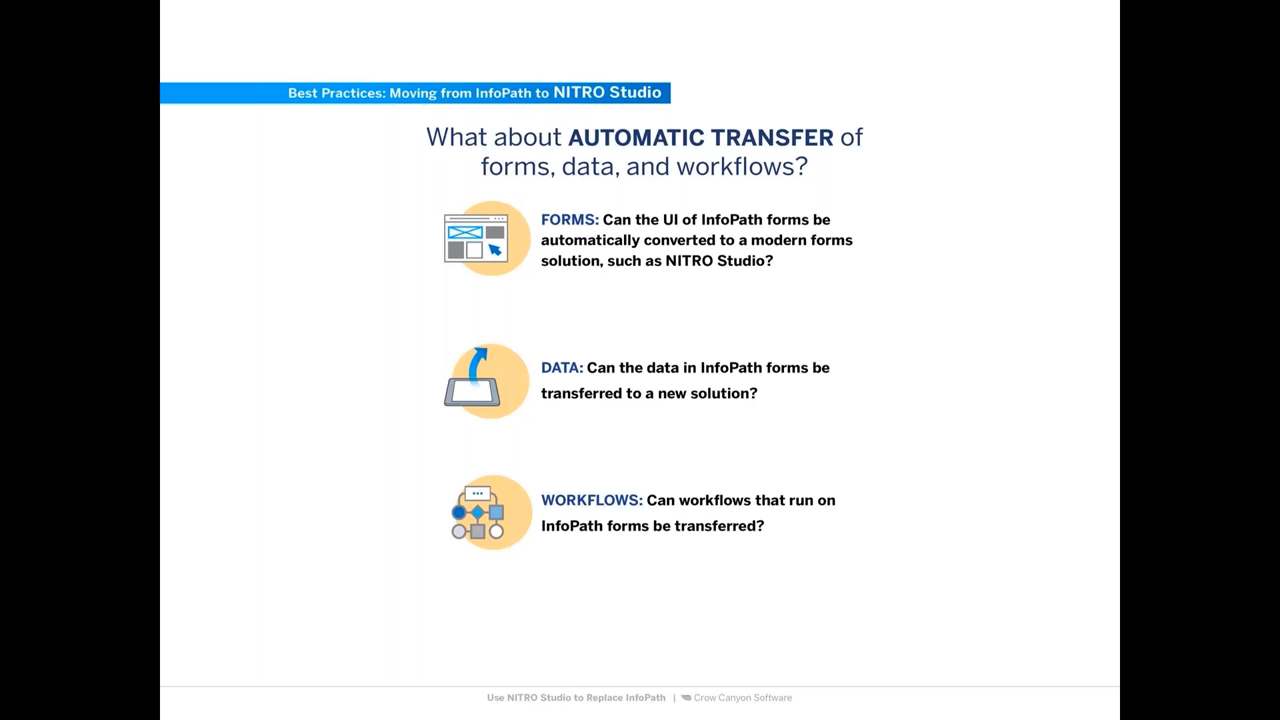 Best Practices: Moving from InfoPath to NITRO Studio
What about AUTOMATIC TRANSFER of
forms, data, and workflows?
FORMS: Can the UI of InfoPath forms be
automatically converted to a modern forms
solution, such as NITRO Studio?
DATA: Can the data in InfoPath forms be
transferred to a new solution?
WORKFLOWS: Can workflows that run on
InfoPath forms be transferred?
Use NITRO Studio to Replace InfoPath | Crow Canyon Software